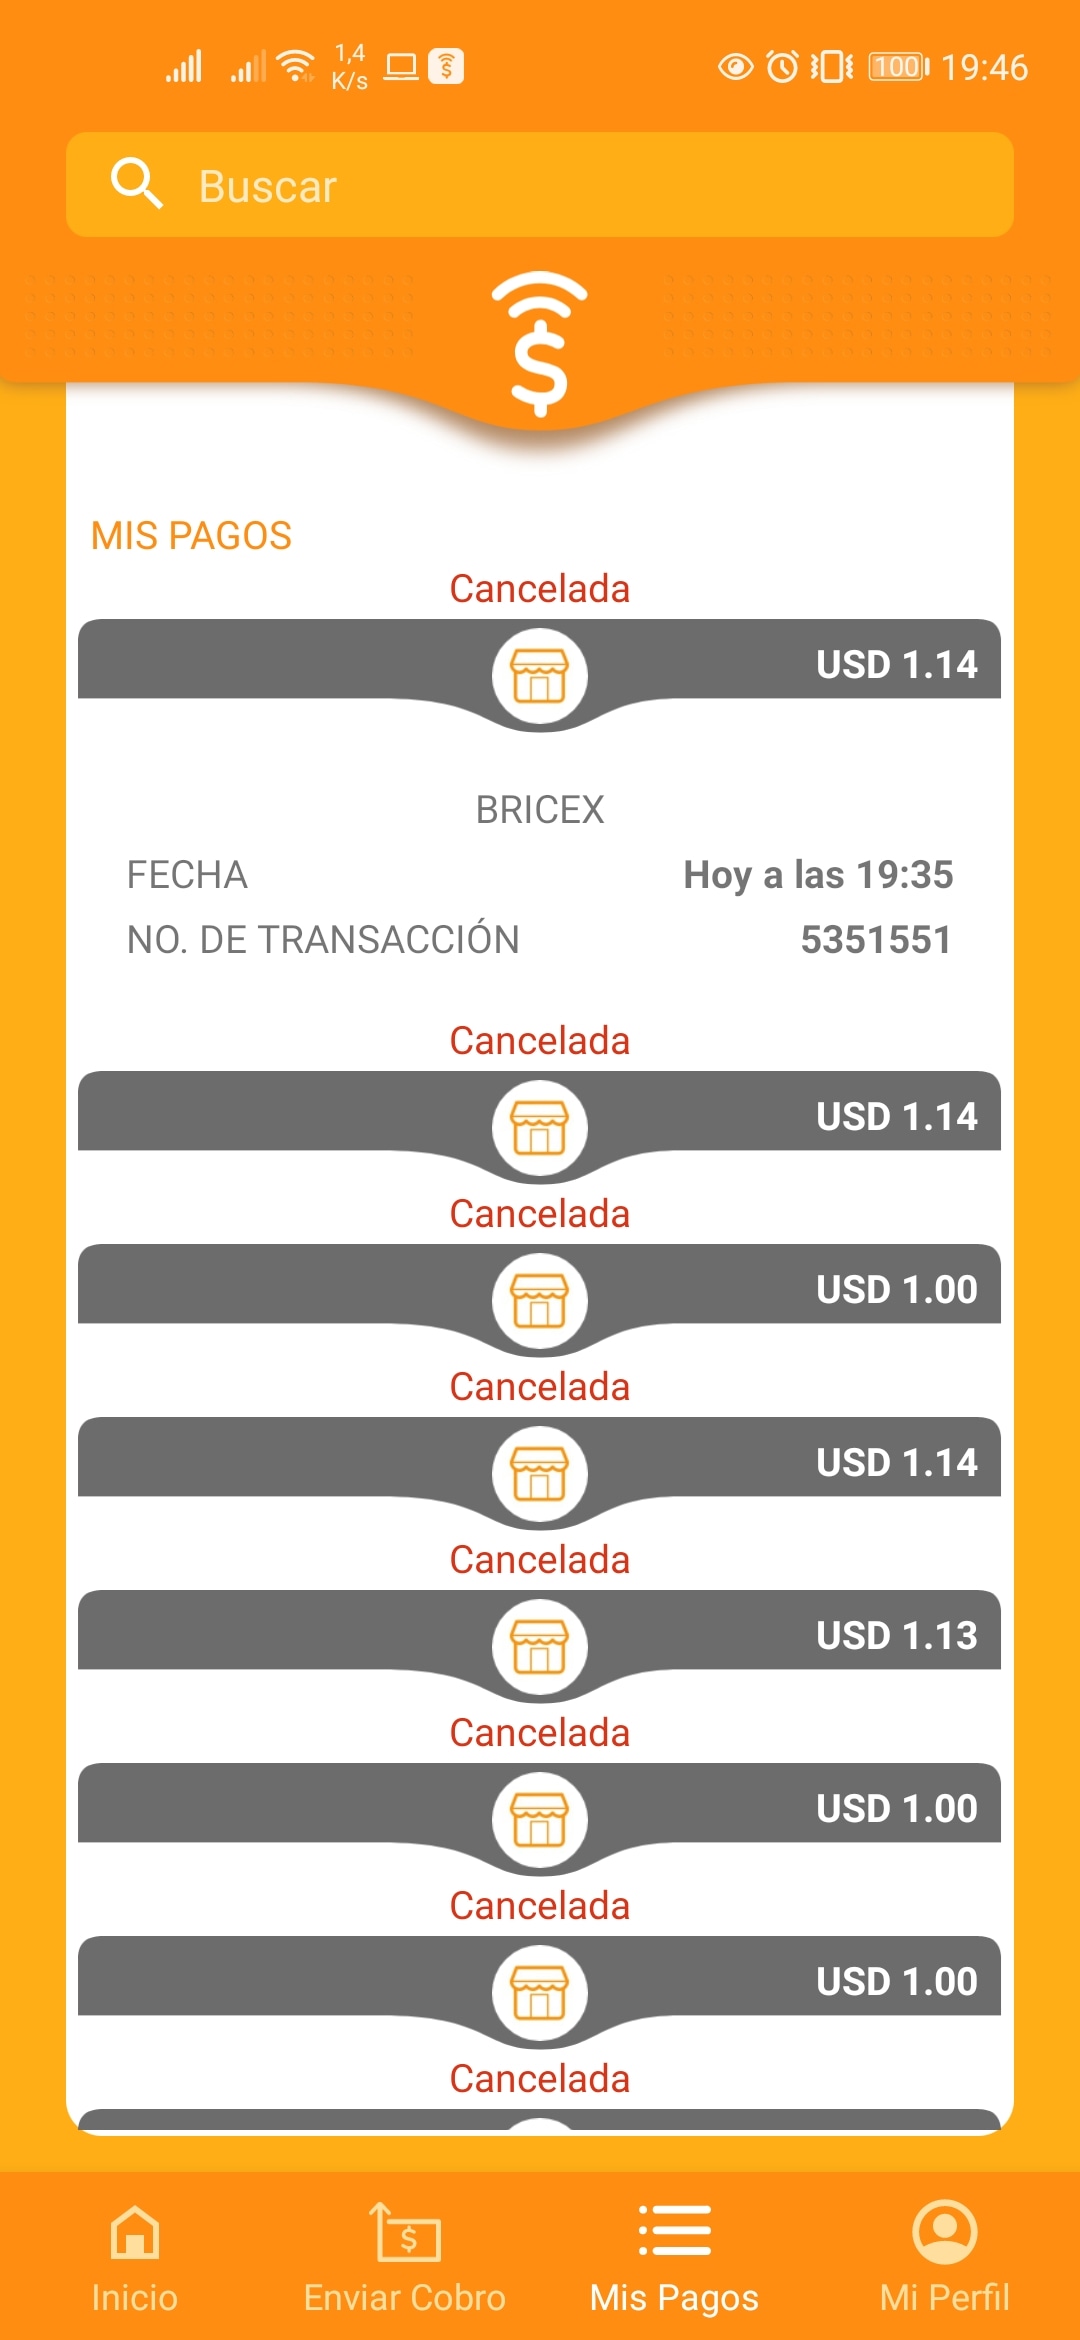 1,4
K/s
100
19:46
Buscar
MIS PAGOS
Cancelada
USD 1.14
BRICEX
FECHA Hoy a las 19:35
NO. DE TRANSACCIÓN 5351551
Cancelada
USD 1.14
Cancelada
USD 1.00
Cancelada
USD 1.14
Cancelada
USD 1.13
Cancelada
USD 1.00
Cancelada
USD 1.00
Cancelada
Inicio
Enviar Cobro
Mis Pagos
Mi Perfil